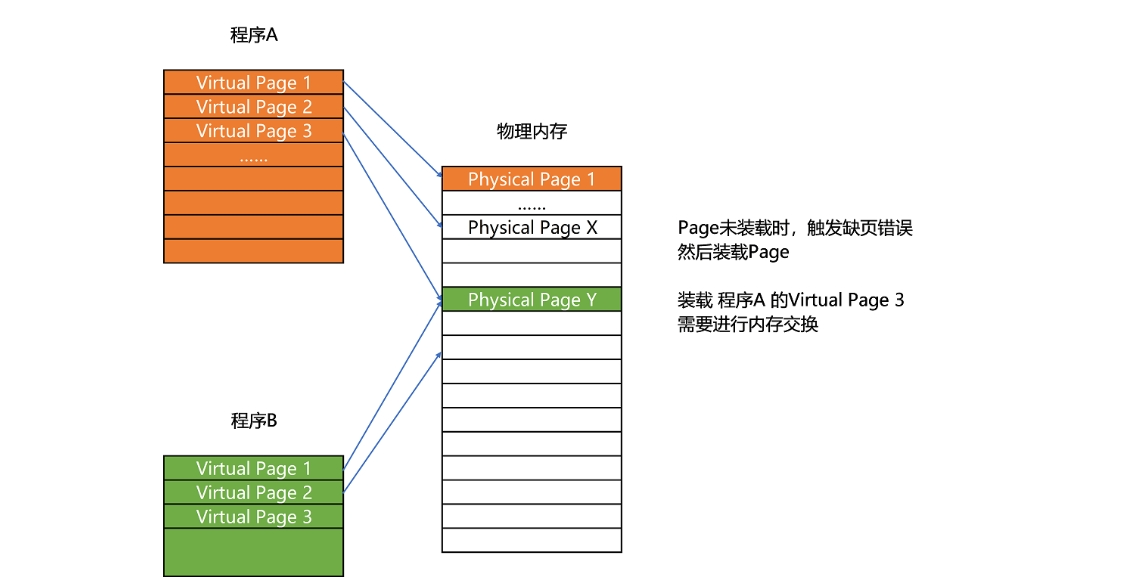 程序A
Virtual Page 1
Virtual Page 2
Virtual Page 3
……
物理内存
Physical Page 1
……
Physical Page X
Physical Page Y
Page未装载时，触发缺页错误
然后装载Page
装载 程序A 的Virtual Page 3
需要进行内存交换
程序B
Virtual Page 1
Virtual Page 2
Virtual Page 3